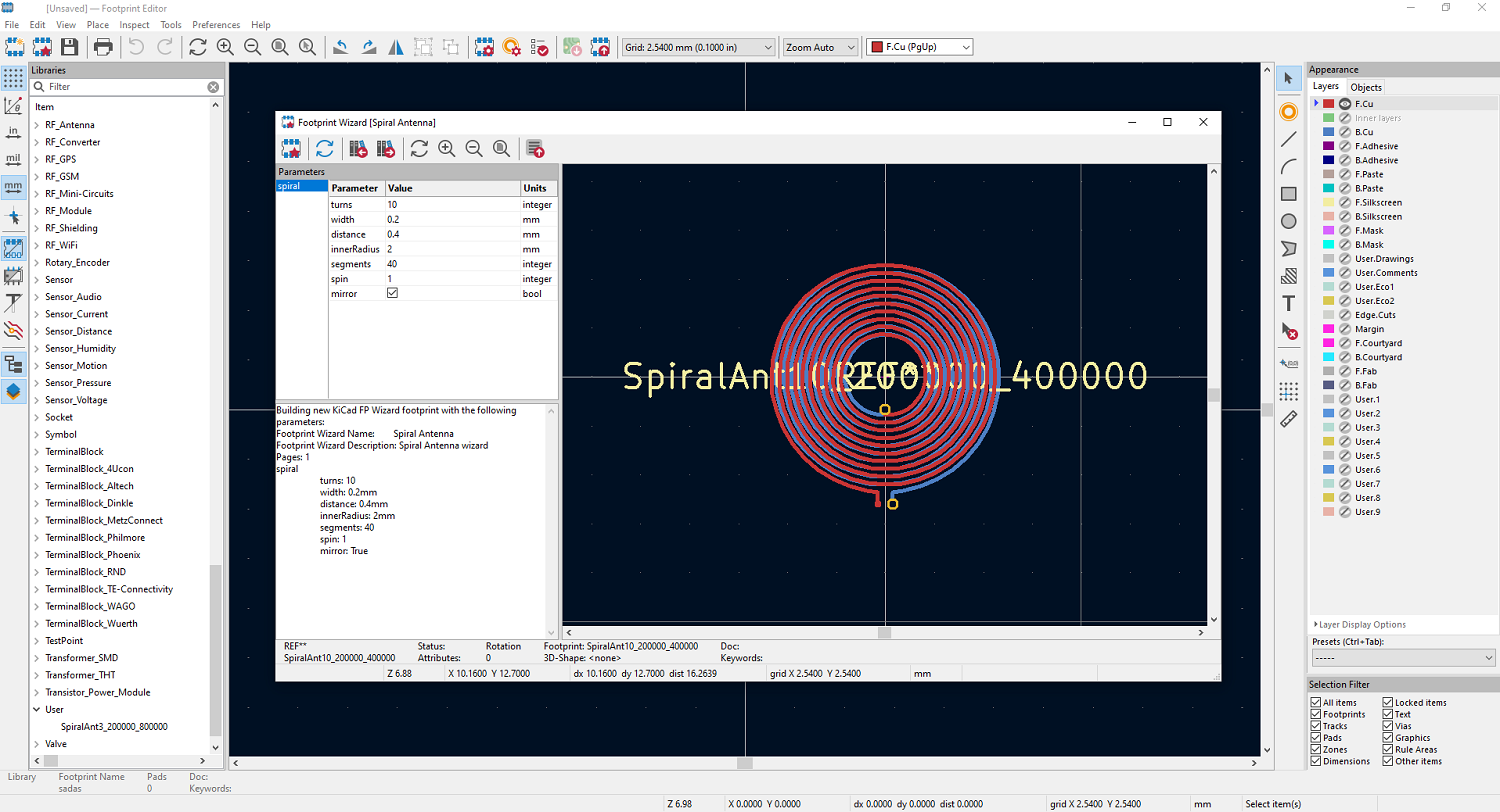 [Unsaved] — Footprint Editor
File Edit View Place Inspect Tools Preferences Help
Grid: 2.5400 mm (0.1000 in) Zoom Auto F.Cu (PgUp)
Libraries
Filter
Item
RF_Antenna
RF_Converter
RF_GPS
RF_GSM
RF_Mini-Circuits
RF_Module
RF_Shielding
RF_WiFi
Rotary_Encoder
Sensor
Sensor_Audio
Sensor_Current
Sensor_Distance
Sensor_Humidity
Sensor_Motion
Sensor_Pressure
Sensor_Voltage
Socket
Symbol
TerminalBlock
TerminalBlock_4Ucon
TerminalBlock_Altech
TerminalBlock_Dinkle
TerminalBlock_MetzConnect
TerminalBlock_Philmore
TerminalBlock_Phoenix
TerminalBlock_RND
TerminalBlock_TE-Connectivity
TerminalBlock_WAGO
TerminalBlock_Wuerth
TestPoint
Transformer_SMD
Transformer_THT
Transistor_Power_Module
User
SpiralAnt3_200000_800000
Valve
in
mil
mm
Footprint Wizard [Spiral Antenna]
Parameters
spiral
Parameter Value Units
turns 10 integer
width 0.2 mm
distance 0.4 mm
innerRadius 2 mm
segments 40 integer
spin 1 integer
mirror bool
Building new KiCad FP Wizard footprint with the following
parameters:
Footprint Wizard Name: Spiral Antenna
Footprint Wizard Description: Spiral Antenna wizard
Pages: 1
spiral
turns: 10
width: 0.2mm
distance: 0.4mm
innerRadius: 2mm
segments: 40
spin: 1
mirror: True
REF** Status: Rotation Footprint: SpiralAnt10_200000_400000 Doc:
SpiralAnt10_200000_400000 Attributes: 0 3D-Shape: <none> Keywords:
Z 6.88 X 10.1600 Y 12.7000 dx 10.1600 dy 12.7000 dist 16.2639 grid X 2.5400 Y 2.5400 mm
Appearance
Layers Objects
F.Cu
Inner layers
B.Cu
F.Adhesive
B.Adhesive
F.Paste
B.Paste
F.Silkscreen
B.Silkscreen
F.Mask
B.Mask
User.Drawings
User.Comments
User.Eco1
User.Eco2
Edge.Cuts
Margin
F.Courtyard
B.Courtyard
F.Fab
B.Fab
User.1
User.2
User.3
User.4
User.5
User.6
User.7
User.8
User.9
Layer Display Options
Presets (Ctrl+Tab):
-----
Selection Filter
All items Locked items
Footprints Text
Tracks Vias
Pads Graphics
Zones Rule Areas
Dimensions Other items
Library Footprint Name Pads Doc:
sadas 0 Keywords:
Z 6.98 X 0.0000 Y 0.0000 dx 0.0000 dy 0.0000 dist 0.0000 grid X 2.5400 Y 2.5400 mm Select item(s)